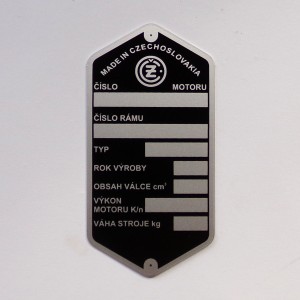 MADE IN CZECHOSLOVAKIA
ČZ
ČÍSLO MOTORU
ČÍSLO RÁMU
TYP
ROK VÝROBY
OBSAH VÁLCE cm³
VÝKON
MOTORU K/n
VÁHA STROJE kg